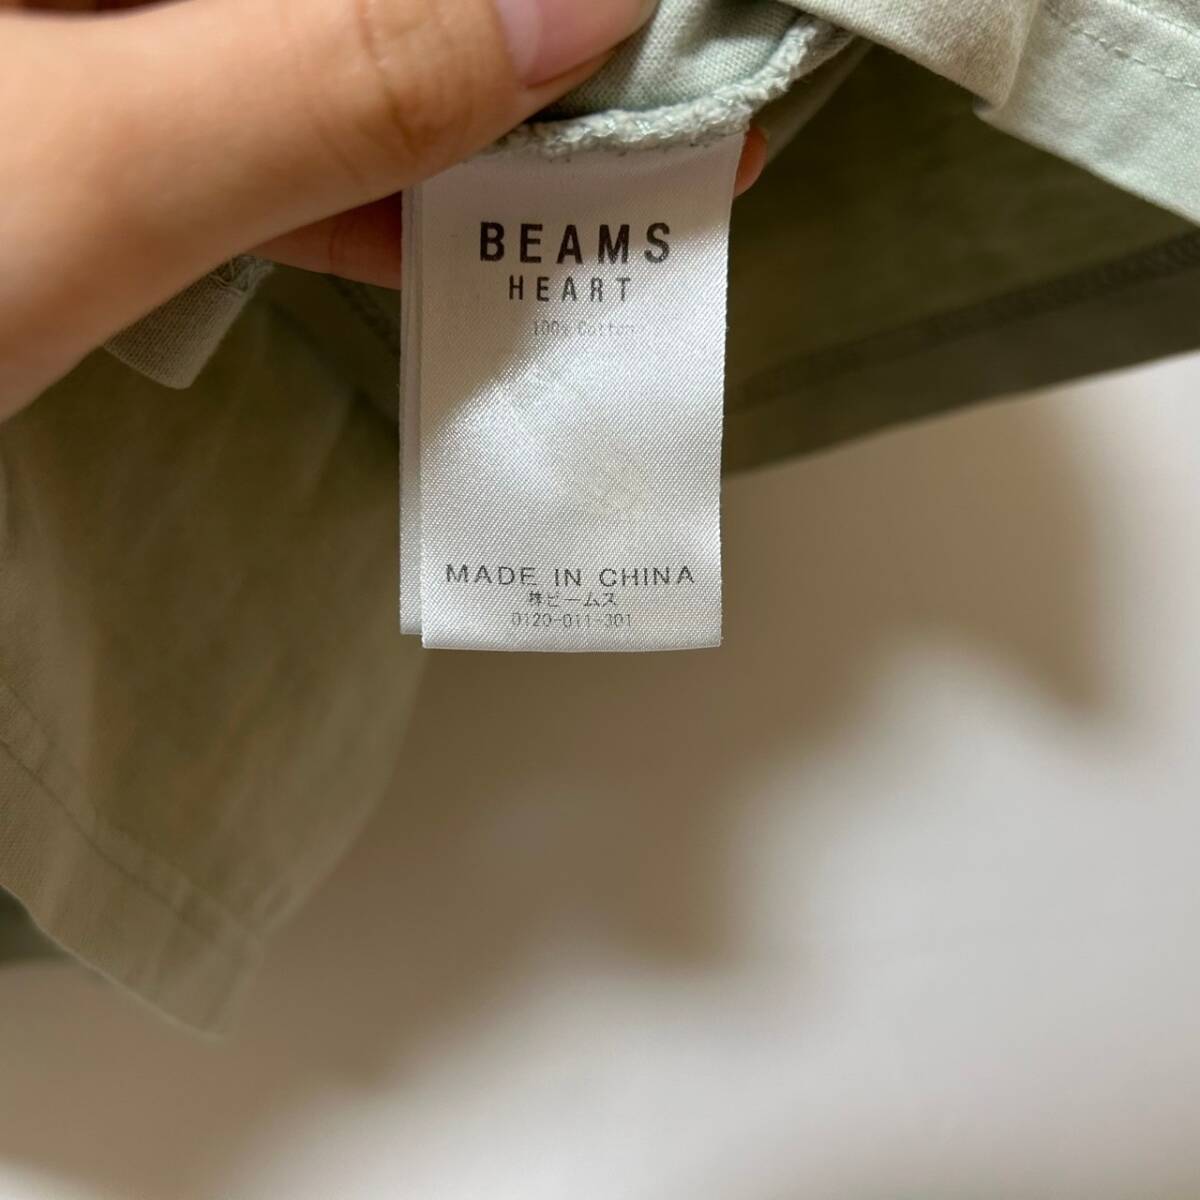 BEAMS
HEART
100% Cotton
MADE IN CHINA
㈱ビームス
0120-011-301